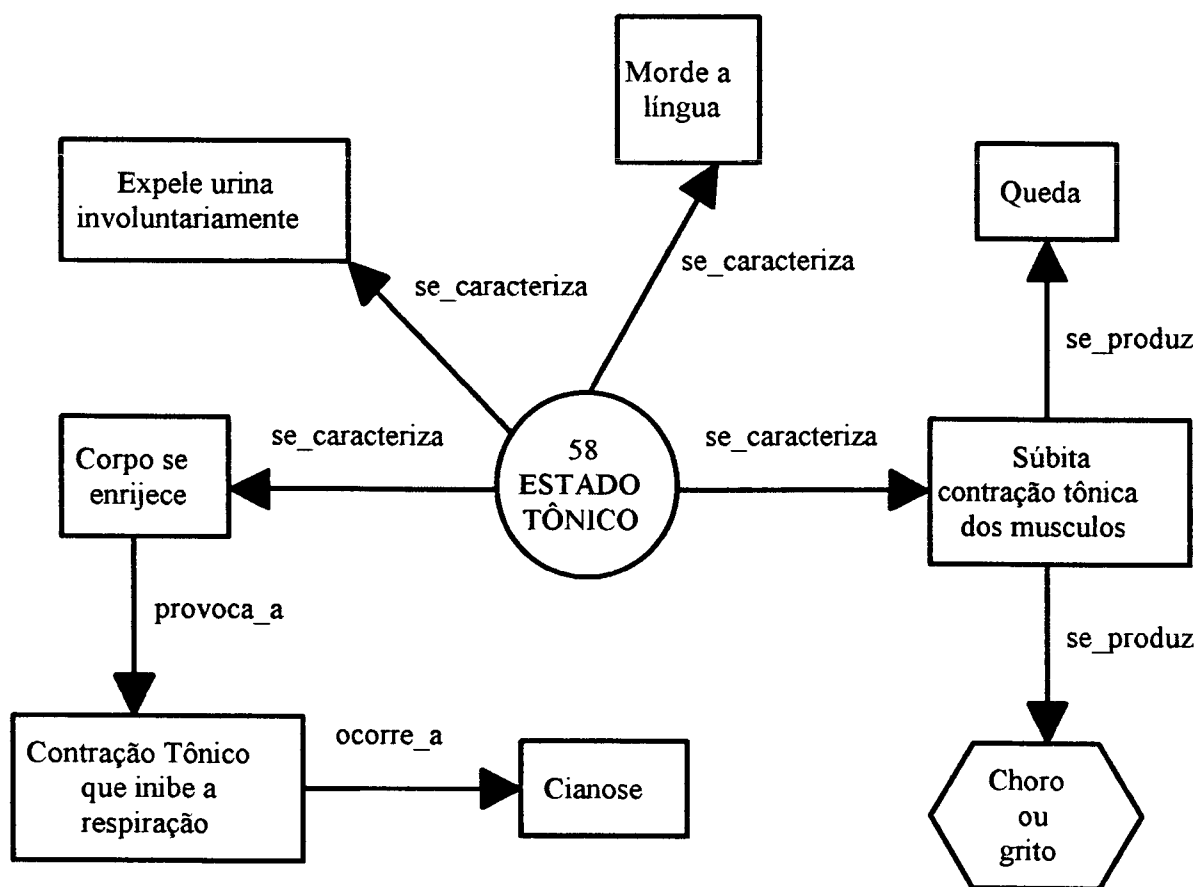 Morde a
língua
Expele urina
involuntariamente
Queda
se_caracteriza
se_caracteriza
se_produz
Corpo se
enrijece
se_caracteriza
58
ESTADO
TÔNICO
se_caracteriza
Súbita
contração tônica
dos musculos
provoca_a
se_produz
Contração Tônico
que inibe a
respiração
ocorre_a
Cianose
Choro
ou
grito